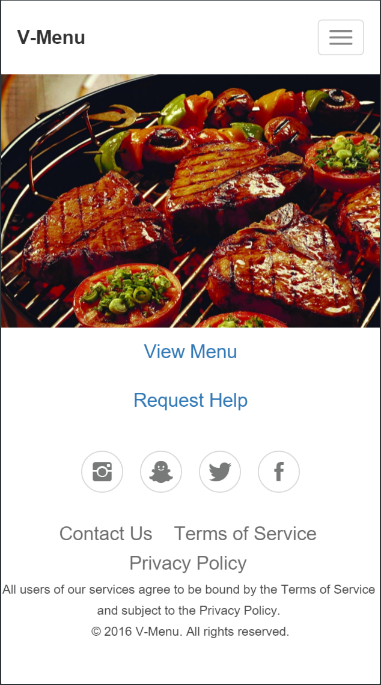 V-Menu
View Menu
Request Help
Contact Us Terms of Service
Privacy Policy
All users of our services agree to be bound by the Terms of Service
and subject to the Privacy Policy.
© 2016 V-Menu. All rights reserved.